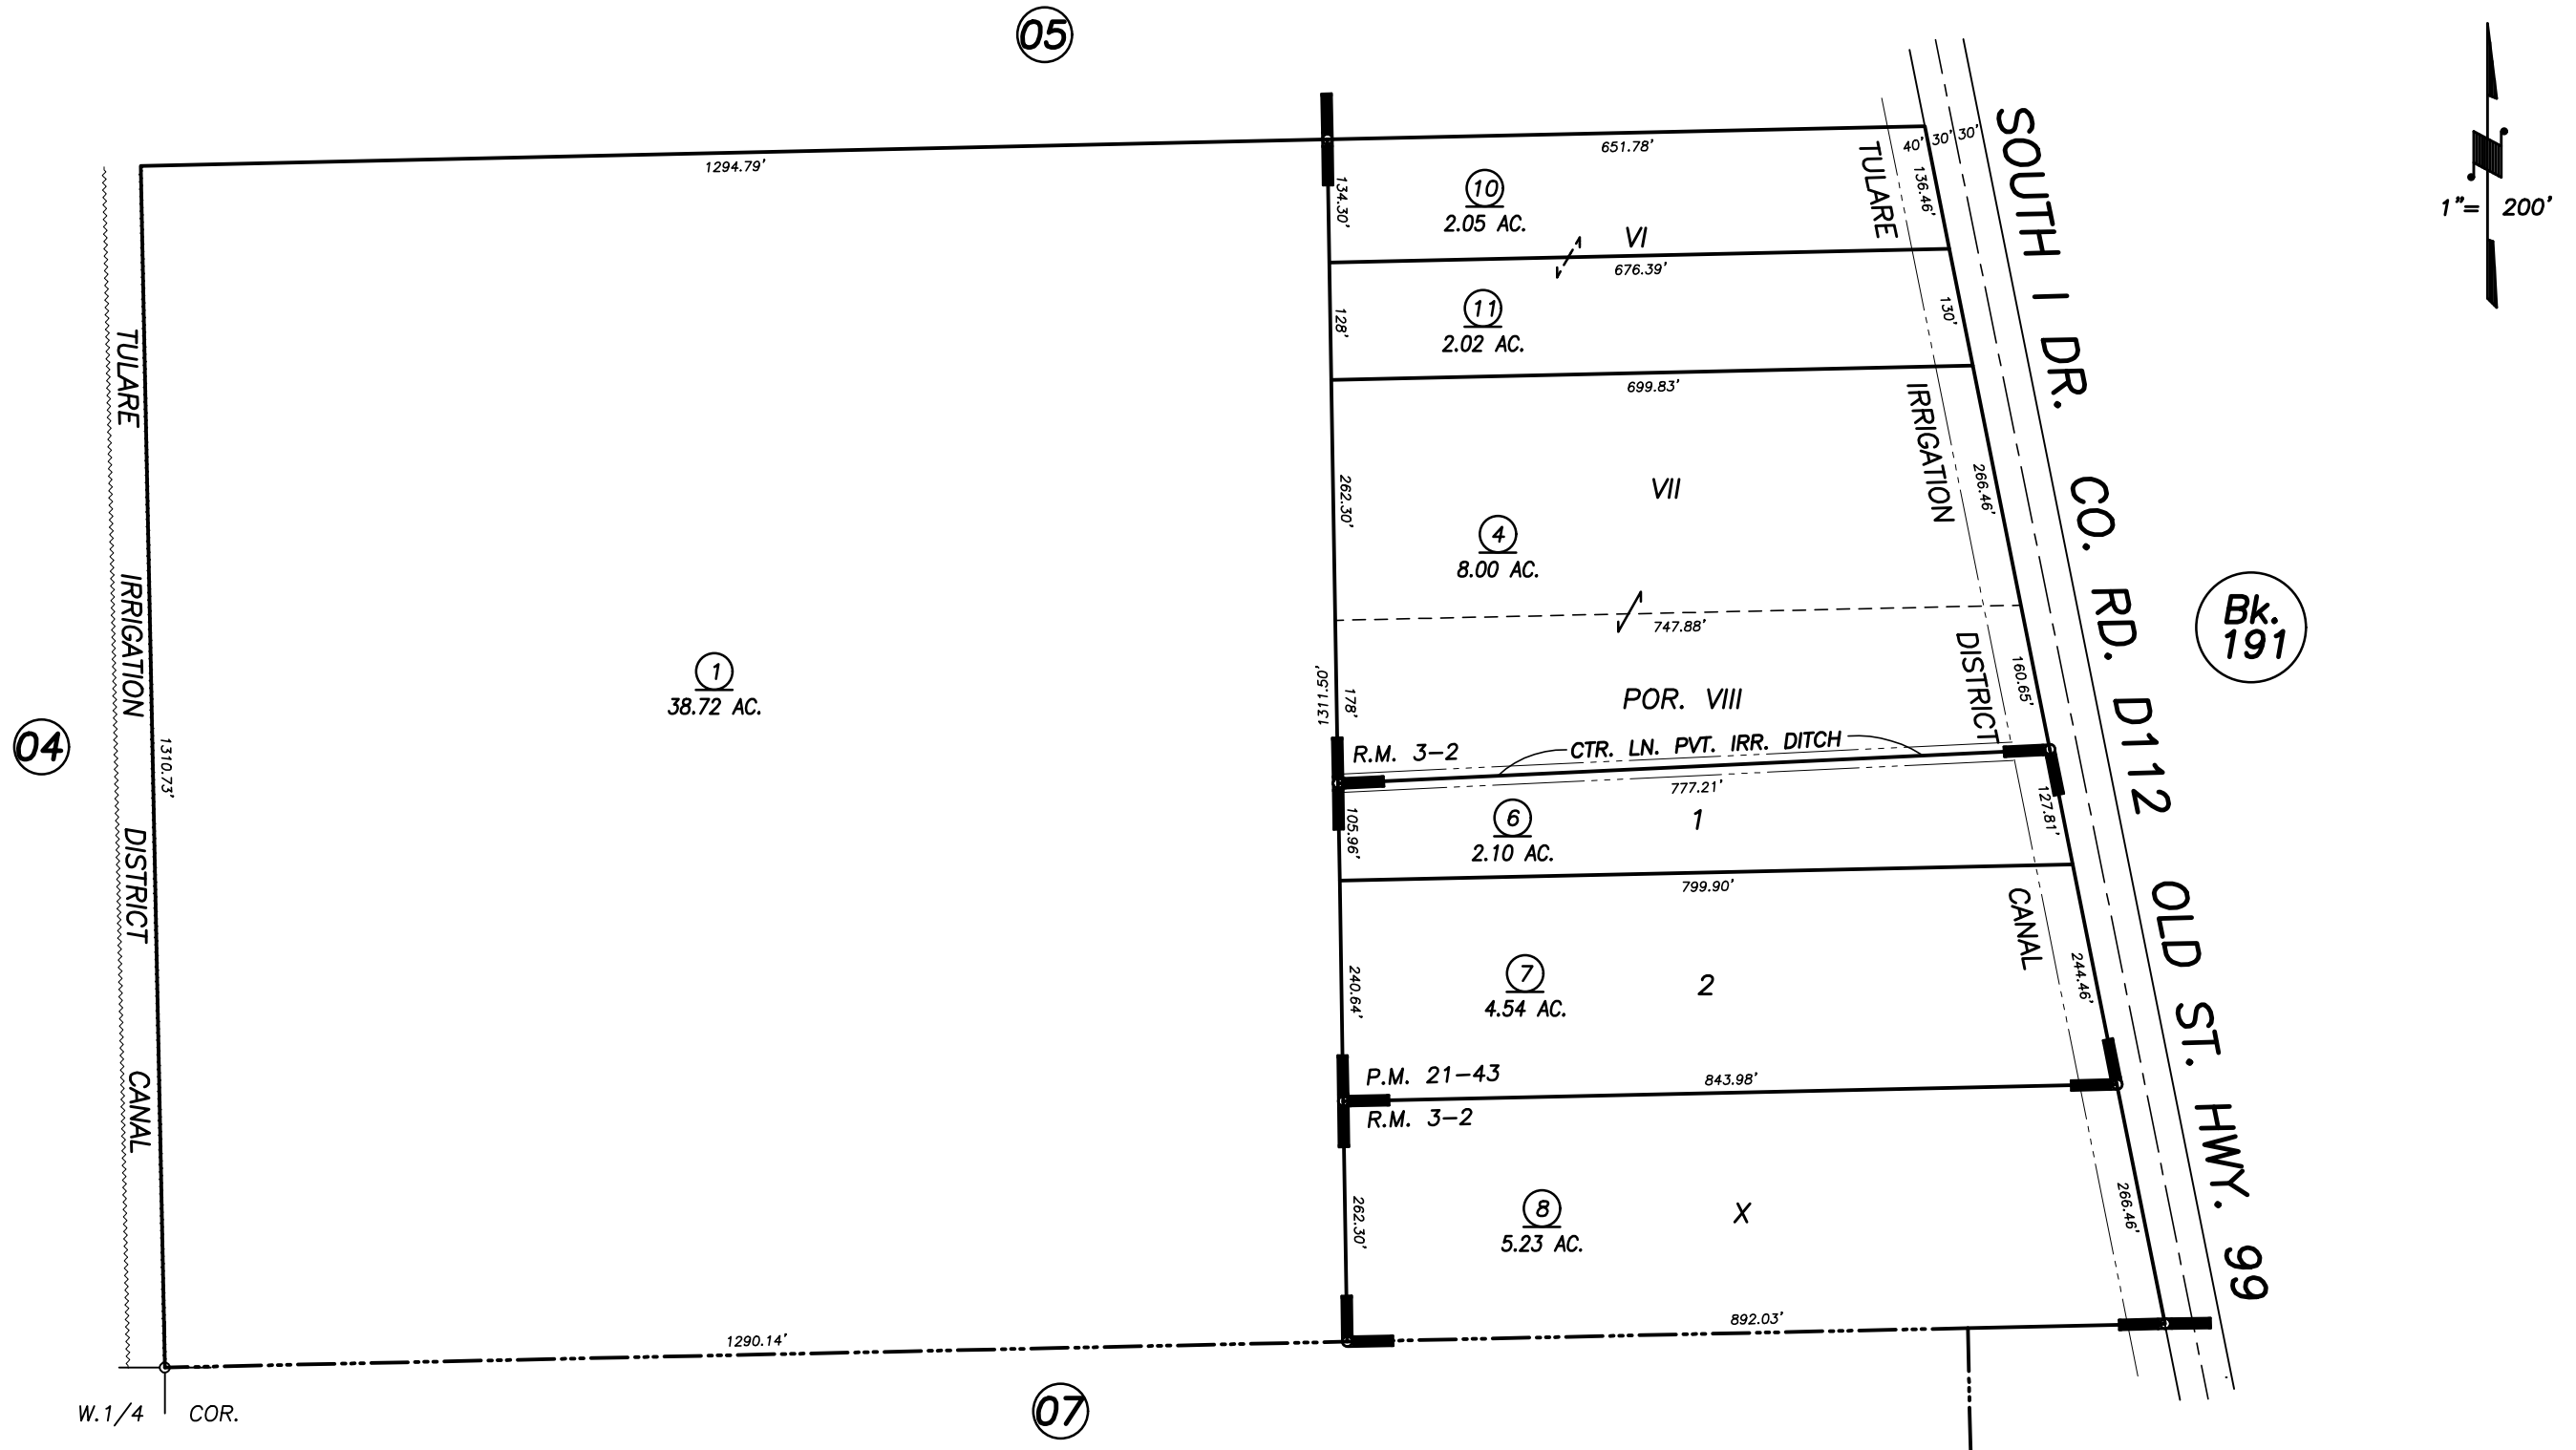 05
SOUTH I DR. CO. RD. D112 OLD ST. HWY. 99
1"= 200'
1294.79'
651.78'
40' 30' 30'
134.30'
10
2.05 AC.
VI
TULARE
136.46'
676.39'
128'
11
2.02 AC.
130'
699.83'
TULARE
IRRIGATION
262.30'
VII
266.46'
4
8.00 AC.
747.88'
Bk.
191
IRRIGATION
1
38.72 AC.
1311.50'
178'
POR. VIII
DISTRICT
160.65'
04
1310.73'
R.M. 3-2
CTR. LN. PVT. IRR. DITCH
777.21'
105.96'
6
2.10 AC.
1
127.81'
DISTRICT
799.90'
CANAL
240.64'
7
4.54 AC.
2
244.46'
CANAL
P.M. 21-43
843.98'
R.M. 3-2
262.30'
8
5.23 AC.
X
266.46'
1290.14'
892.03'
W.1/4 COR.
07